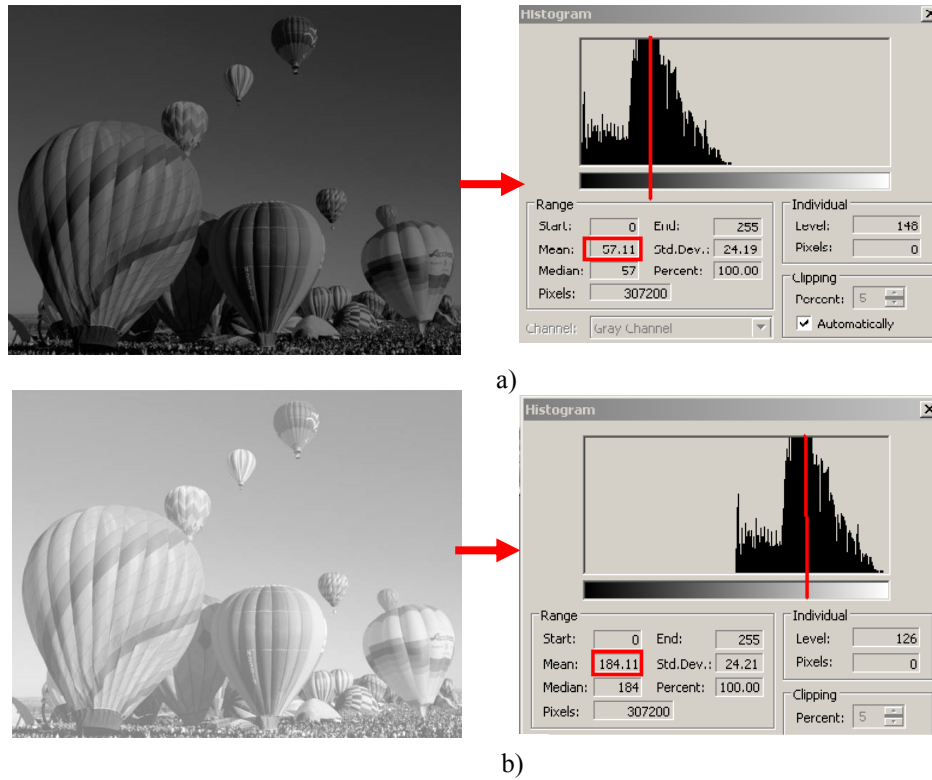 Histogram
Range
Start: 0 End: 255
Mean: 57.11 Std.Dev.: 24.19
Median: 57 Percent: 100.00
Pixels: 307200
Individual
Level: 148
Pixels: 0
Clipping
Percent: 5
Automatically
Channel: Gray Channel
a)
Histogram
Range
Start: 0 End: 255
Mean: 184.11 Std.Dev.: 24.21
Median: 184 Percent: 100.00
Pixels: 307200
Individual
Level: 126
Pixels: 0
Clipping
Percent: 5
b)